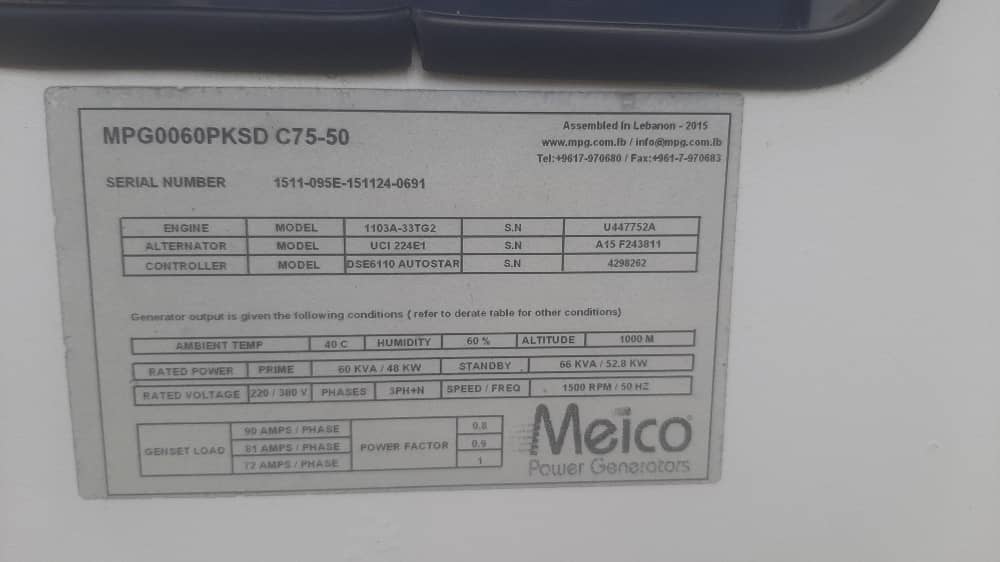 MPG0060PKSD C75-50
Assembled In Lebanon - 2015
www.mpg.com.lb / info@mpg.com.lb
Tel:+9617-970680 / Fax:+961-7-970683
SERIAL NUMBER 1511-095E-151124-0691
ENGINE MODEL 1103A-33TG2 S.N U447752A
ALTERNATOR MODEL UCI 224E1 S.N A15 F243811
CONTROLLER MODEL DSE6110 AUTOSTAR S.N 4298262
Generator output is given the following conditions ( refer to derate table for other conditions)
AMBIENT TEMP 40 C HUMIDITY 60 % ALTITUDE 1000 M
RATED POWER PRIME 60 KVA / 48 KW STANDBY 66 KVA / 52.8 KW
RATED VOLTAGE 220 / 380 V PHASES 3PH+N SPEED / FREQ 1500 RPM / 50 HZ
GENSET LOAD 90 AMPS / PHASE POWER FACTOR 0.8
81 AMPS / PHASE 0.9
72 AMPS / PHASE 1
Meico
Power Generators